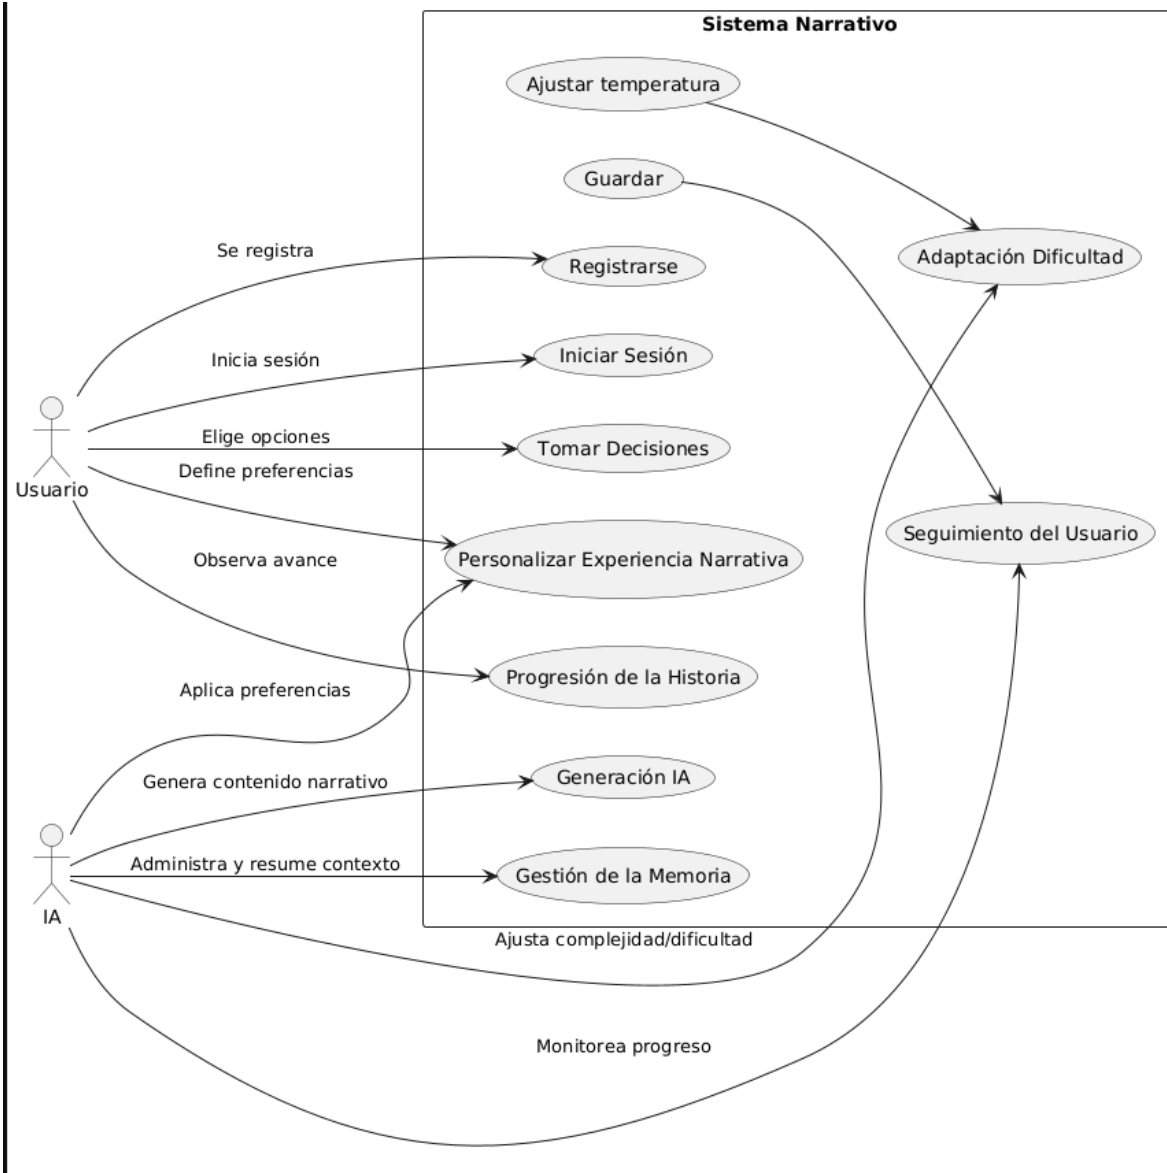 Sistema Narrativo
Ajustar temperatura
Guardar
Se registra
Adaptación Dificultad
Registrarse
Inicia sesión
Iniciar Sesión
Elige opciones
Tomar Decisiones
Define preferencias
Usuario
Seguimiento del Usuario
Observa avance
Personalizar Experiencia Narrativa
Progresión de la Historia
Aplica preferencias
Generación IA
Genera contenido narrativo
Administra y resume contexto
Gestión de la Memoria
IA
Ajusta complejidad/dificultad
Monitorea progreso